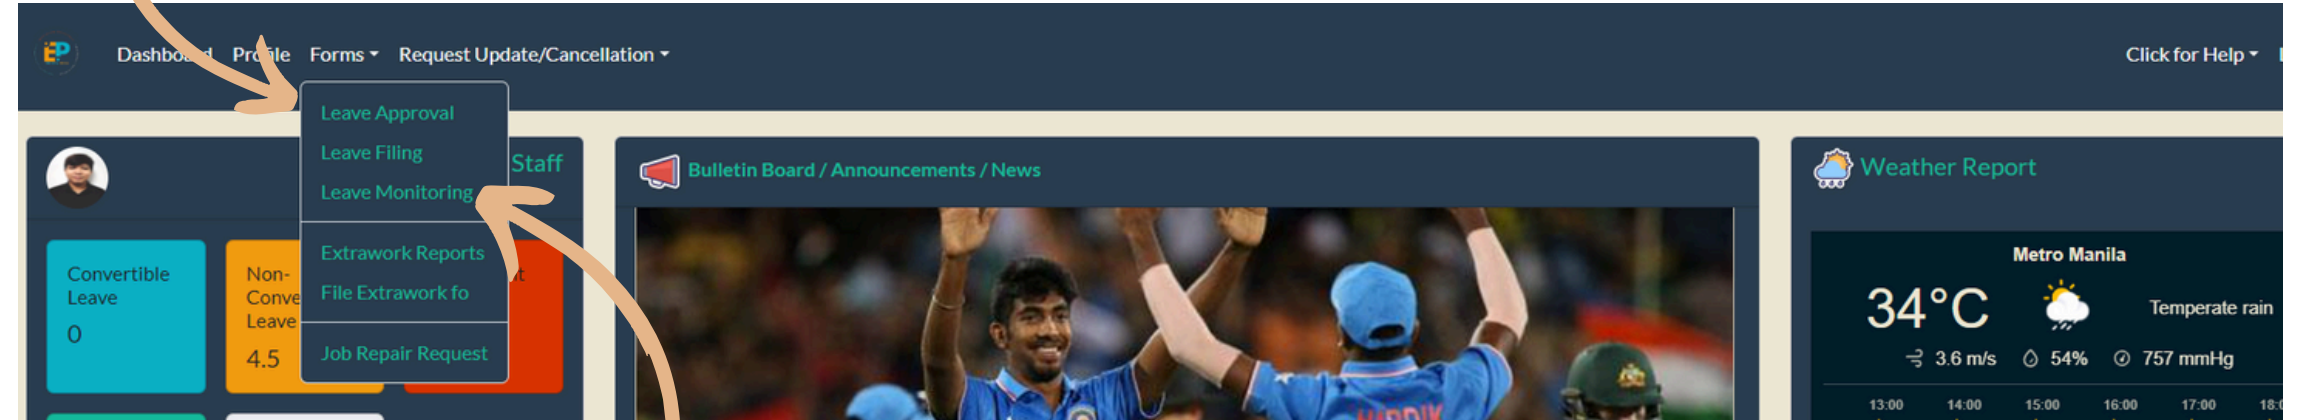 EP
Dashboard Profile Forms Request Update/Cancellation Click for Help
Leave Approval
Leave Filing
Leave Monitoring
Extrawork Reports
File Extrawork fo
Job Repair Request
Staff
Convertible
Leave
0
Non-
Conve
Leave
4.5
Bulletin Board / Announcements / News
HARDIK
Weather Report
Metro Manila
34°C
Temperate rain
3.6 m/s 54% 757 mmHg
13:00 14:00 15:00 16:00 17:00